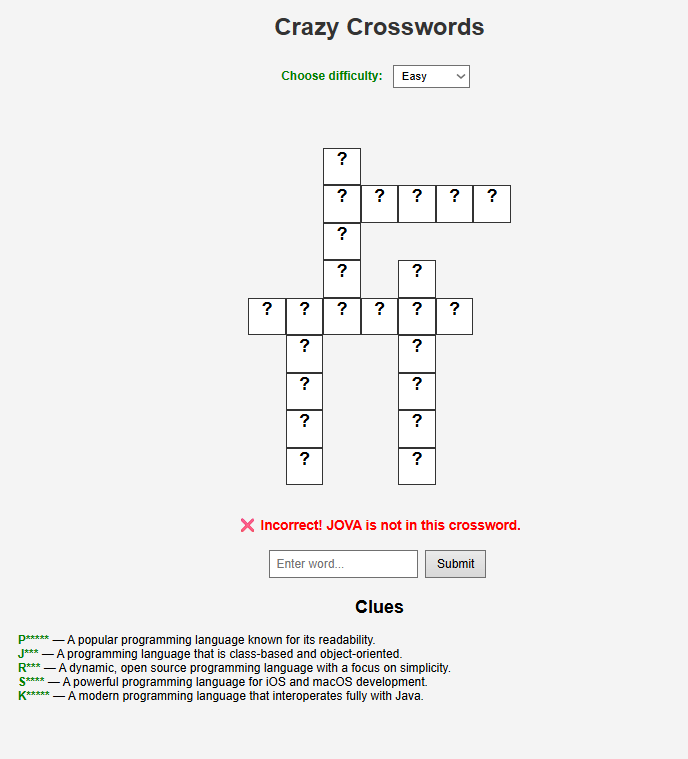 Crazy Crosswords
Choose difficulty: Easy
?
? ? ? ? ?
?
? ?
? ? ? ? ? ?
? ?
? ?
? ?
? ?
❌ Incorrect! JOVA is not in this crossword.
Enter word... Submit
Clues
P***** — A popular programming language known for its readability.
J*** — A programming language that is class-based and object-oriented.
R*** — A dynamic, open source programming language with a focus on simplicity.
S**** — A powerful programming language for iOS and macOS development.
K***** — A modern programming language that interoperates fully with Java.